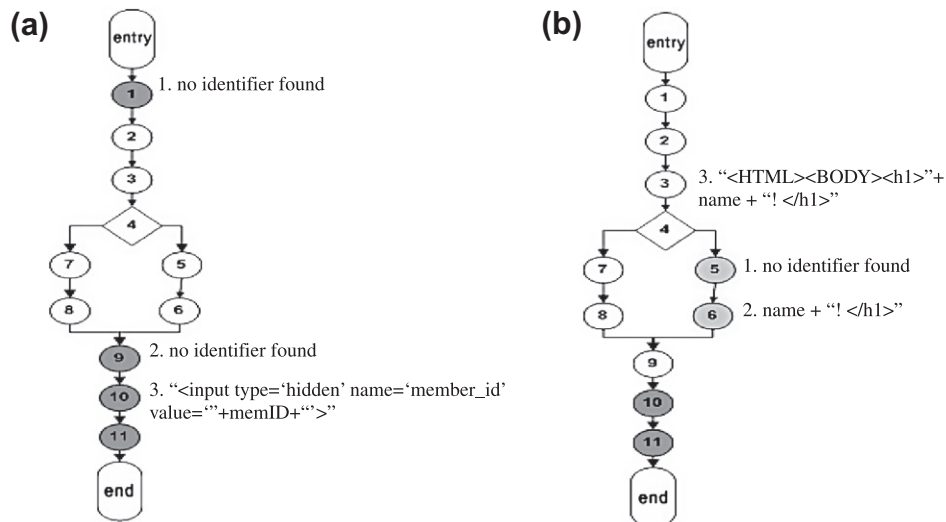 (a)
entry
1
1. no identifier found
2
3
4
7
5
8
6
9
2. no identifier found
10
3. “<input type=‘hidden’ name=‘member_id’
value=‘”+memID+“’>”
11
end
(b)
entry
1
2
3
3. “<HTML><BODY><h1>”+
name + “! </h1>”
4
7
5
1. no identifier found
8
6
2. name + “! </h1>”
9
10
11
end